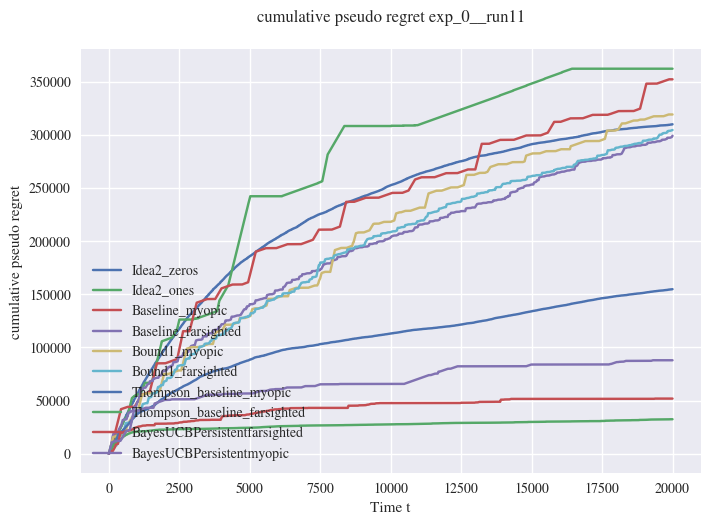 cumulative pseudo regret exp_0__run11
cumulative pseudo regret
350000
300000
250000
200000
150000
100000
50000
0
Idea2_zeros
Idea2_ones
Baseline_myopic
Baseline_farsighted
Bound1_myopic
Bound1_farsighted
Thompson_baseline_myopic
Thompson_baseline_farsighted
BayesUCBPersistentfarsighted
BayesUCBPersistentmyopic
0 2500 5000 7500 10000 12500 15000 17500 20000
Time t